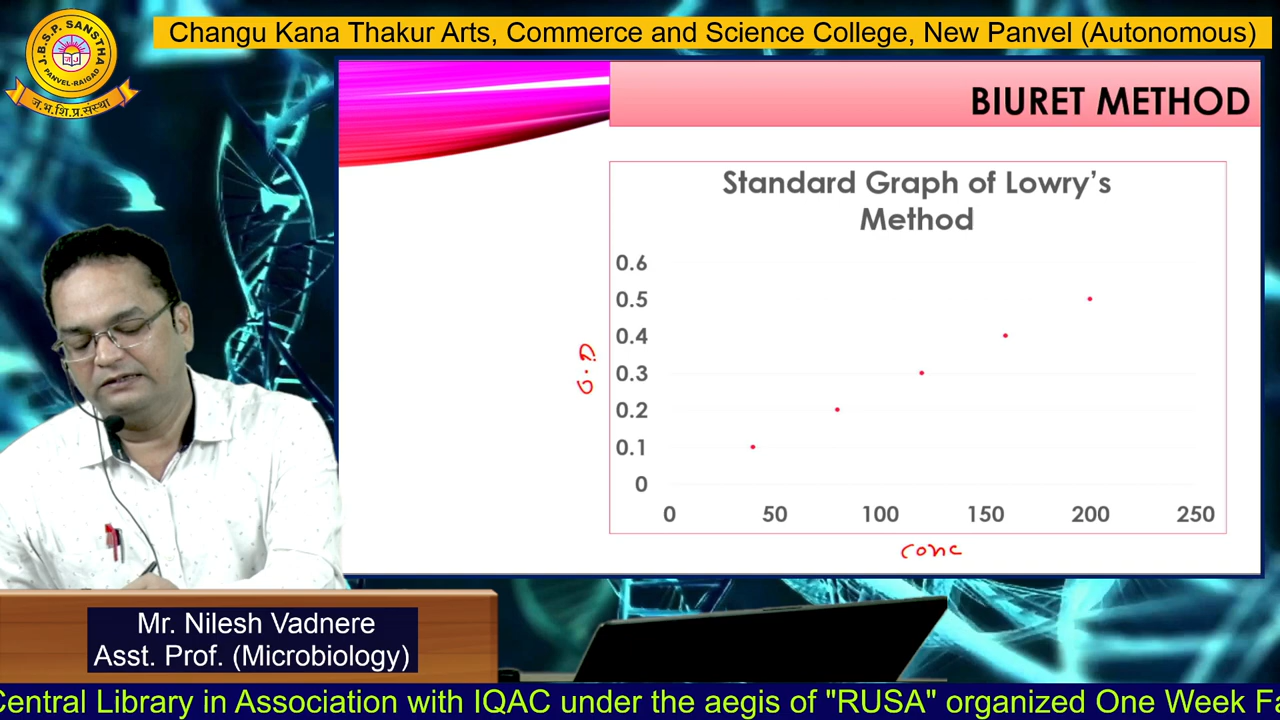 Changu Kana Thakur Arts, Commerce and Science College, New Panvel (Autonomous)
J.B.S.P. SANSTHA
PANVEL-RAIGAD
ज.भ.शि.प्र.संस्था
BIURET METHOD
Standard Graph of Lowry’s
Method
0.6
0.5
0.4
0.3
0.2
0.1
0
O.D
0 50 100 150 200 250
conc
Mr. Nilesh Vadnere
Asst. Prof. (Microbiology)
Central Library in Association with IQAC under the aegis of "RUSA" organized One Week Fa